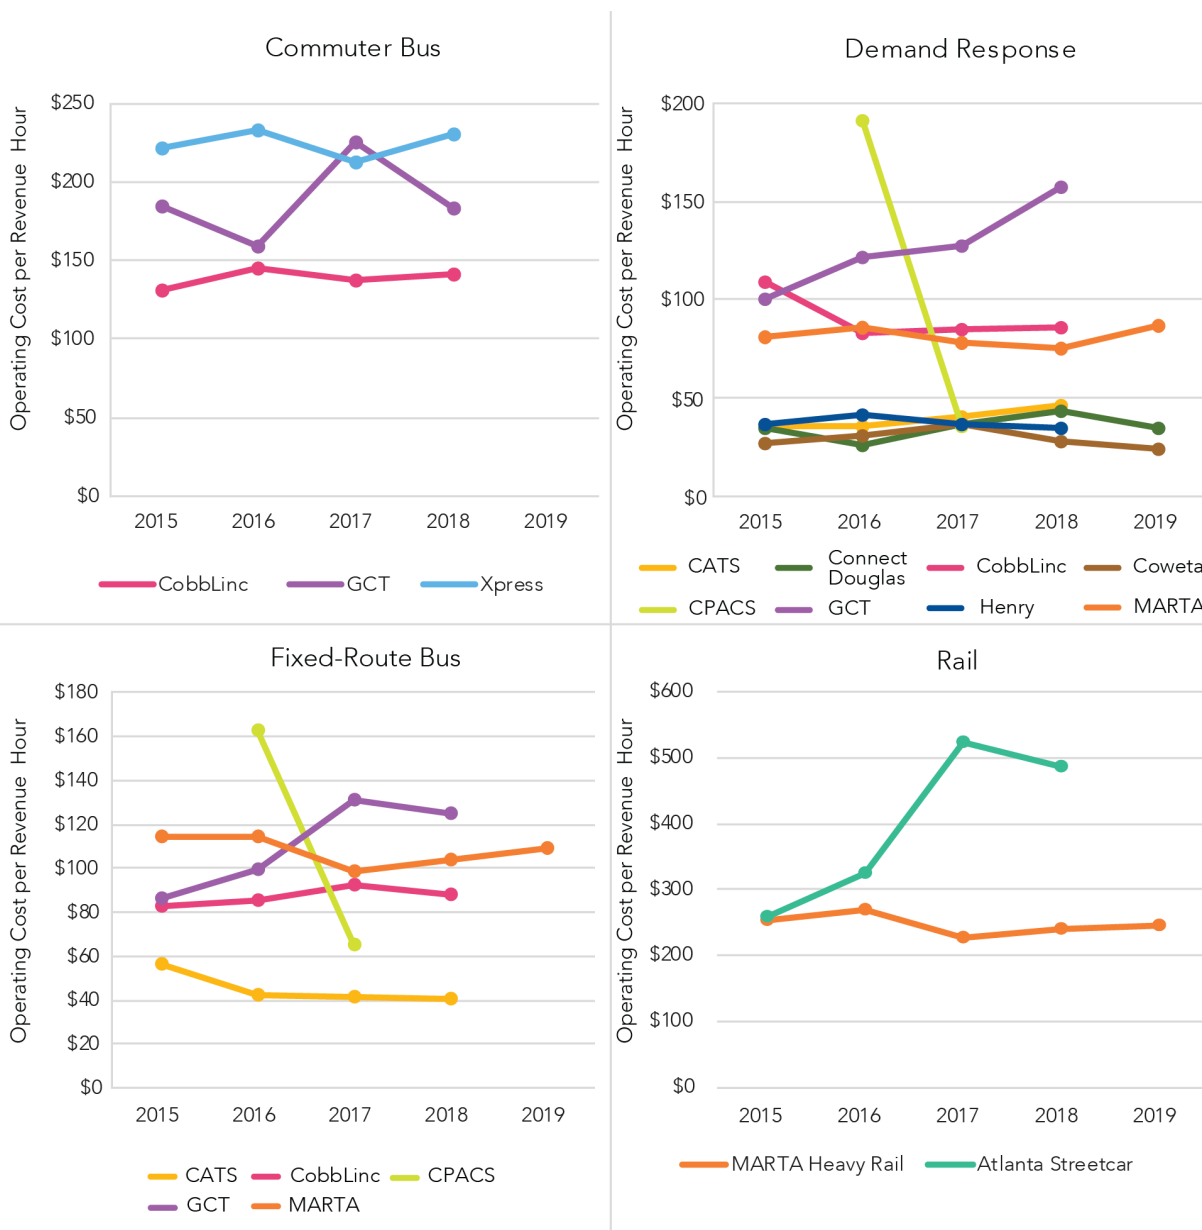 Commuter Bus
Operating Cost per Revenue Hour
$250
$200
$150
$100
$50
$0
2015 2016 2017 2018 2019
CobbLinc GCT Xpress
Demand Response
Operating Cost per Revenue Hour
$200
$150
$100
$50
$0
2015 2016 2017 2018 2019
CATS Connect Douglas CobbLinc Coweta
CPACS GCT Henry MARTA
Fixed-Route Bus
Operating Cost per Revenue Hour
$180
$160
$140
$120
$100
$80
$60
$40
$20
$0
2015 2016 2017 2018 2019
CATS CobbLinc CPACS
GCT MARTA
Rail
Operating Cost per Revenue Hour
$600
$500
$400
$300
$200
$100
$0
2015 2016 2017 2018 2019
MARTA Heavy Rail Atlanta Streetcar